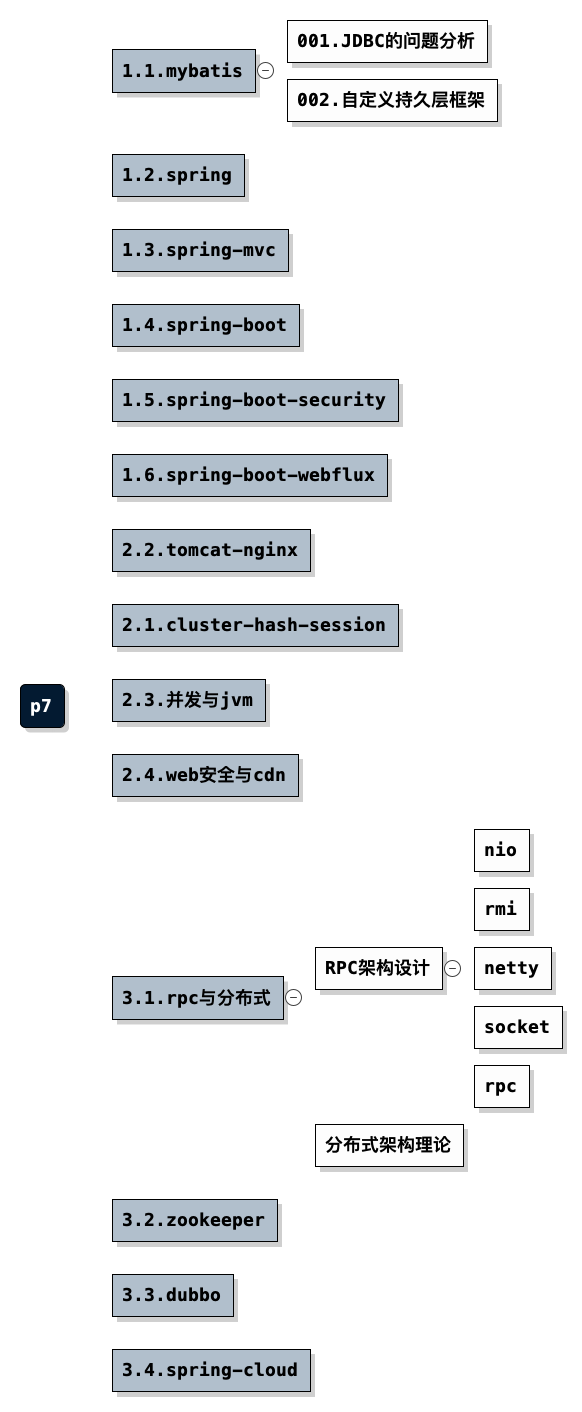 p7
1.1.mybatis
001.JDBC的问题分析
002.自定义持久层框架
1.2.spring
1.3.spring-mvc
1.4.spring-boot
1.5.spring-boot-security
1.6.spring-boot-webflux
2.2.tomcat-nginx
2.1.cluster-hash-session
2.3.并发与jvm
2.4.web安全与cdn
3.1.rpc与分布式
RPC架构设计
nio
rmi
netty
socket
rpc
分布式架构理论
3.2.zookeeper
3.3.dubbo
3.4.spring-cloud